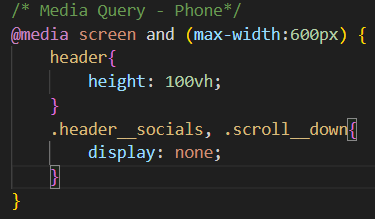 /* Media Query - Phone*/
@media screen and (max-width:600px) {
    header{
        height: 100vh;
    }
    .header__socials, .scroll__down{
        display: none;
    }
}